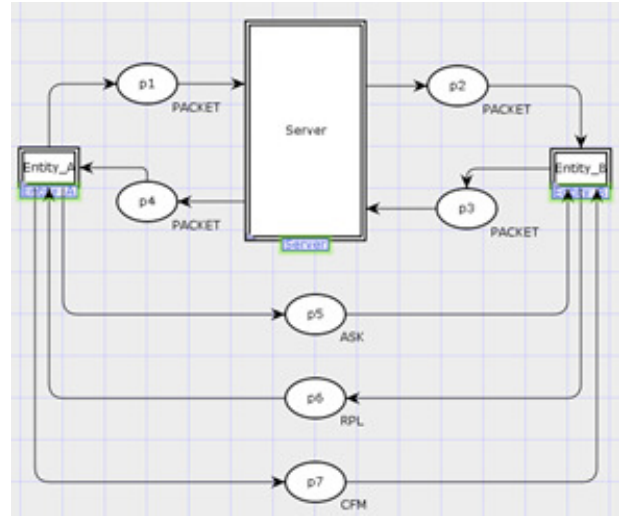 p1
PACKET
p2
PACKET
Server
Entity_A
Entity_B
p4
PACKET
p3
PACKET
Server
p5
ASK
p6
RPL
p7
CFM